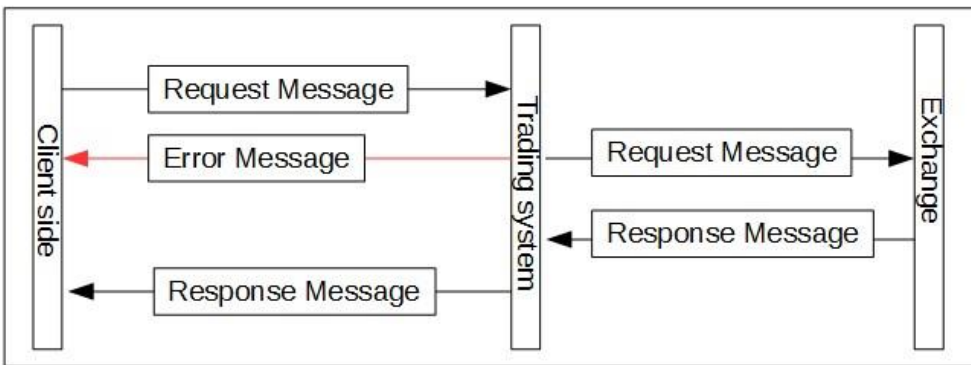 Request Message
Error Message
Response Message
Client side
Trading system
Request Message
Response Message
Exchange